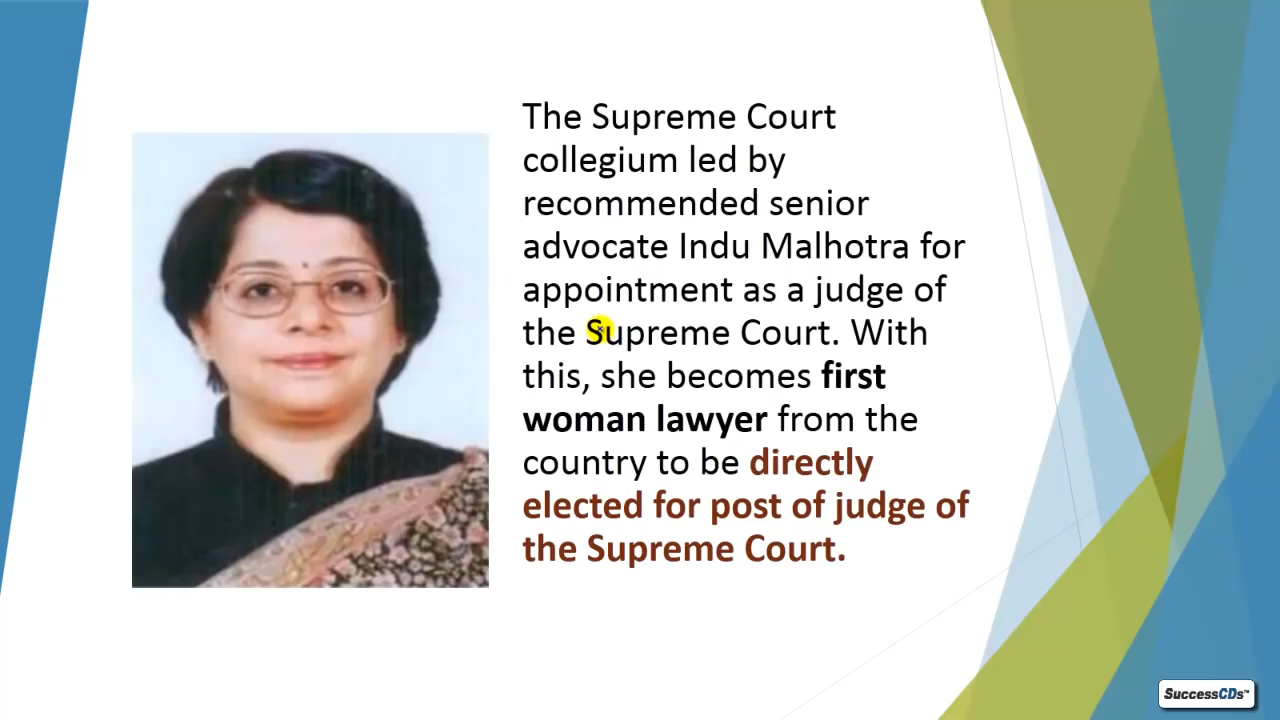 The Supreme Court
collegium led by
recommended senior
advocate Indu Malhotra for
appointment as a judge of
the Supreme Court. With
this, she becomes first
woman lawyer from the
country to be directly
elected for post of judge of
the Supreme Court.
SuccessCDs™